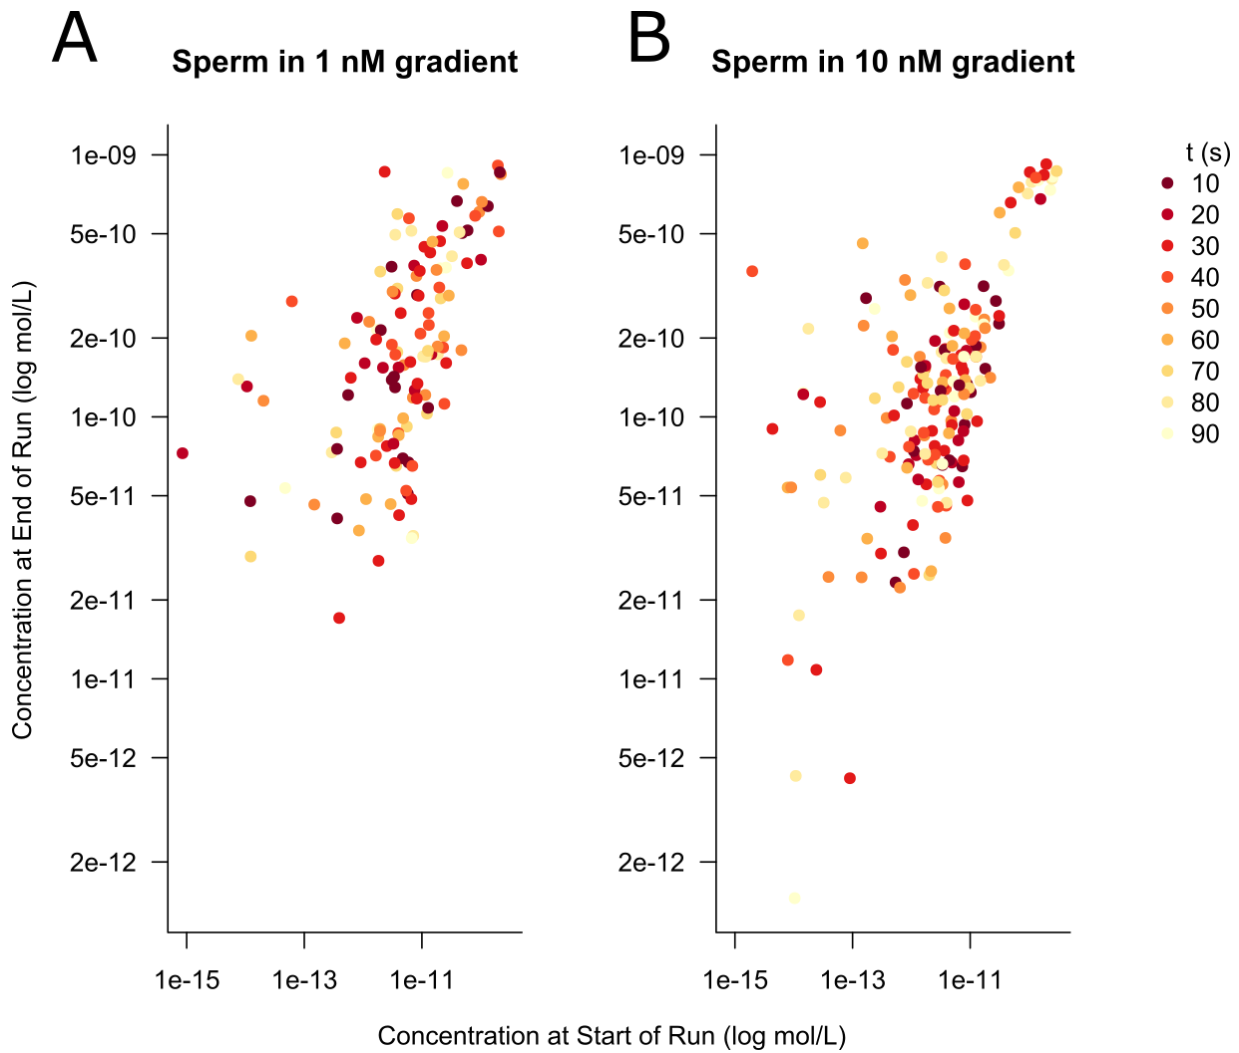 A
B
Sperm in 1 nM gradient
Sperm in 10 nM gradient
Concentration at End of Run (log mol/L)
1e-09
5e-10
2e-10
1e-10
5e-11
2e-11
1e-11
5e-12
2e-12
1e-15
1e-13
1e-11
1e-09
5e-10
2e-10
1e-10
5e-11
2e-11
1e-11
5e-12
2e-12
1e-15
1e-13
1e-11
t (s)
10
20
30
40
50
60
70
80
90
Concentration at Start of Run (log mol/L)